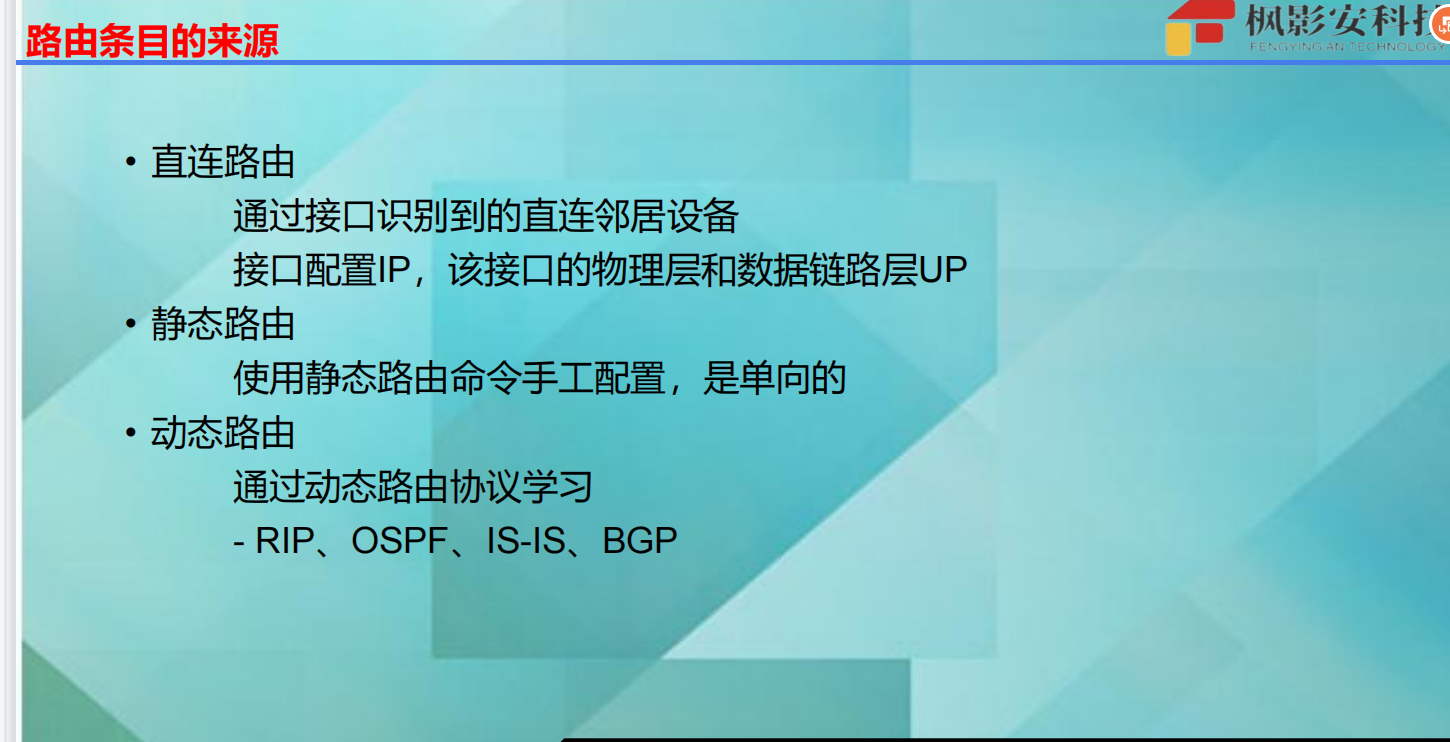 路由条目的来源
枫影安科技
FENGYING AN TECHNOLOGY
• 直连路由
通过接口识别到的直连邻居设备
接口配置IP，该接口的物理层和数据链路层UP
• 静态路由
使用静态路由命令手工配置，是单向的
• 动态路由
通过动态路由协议学习
- RIP、OSPF、IS-IS、BGP